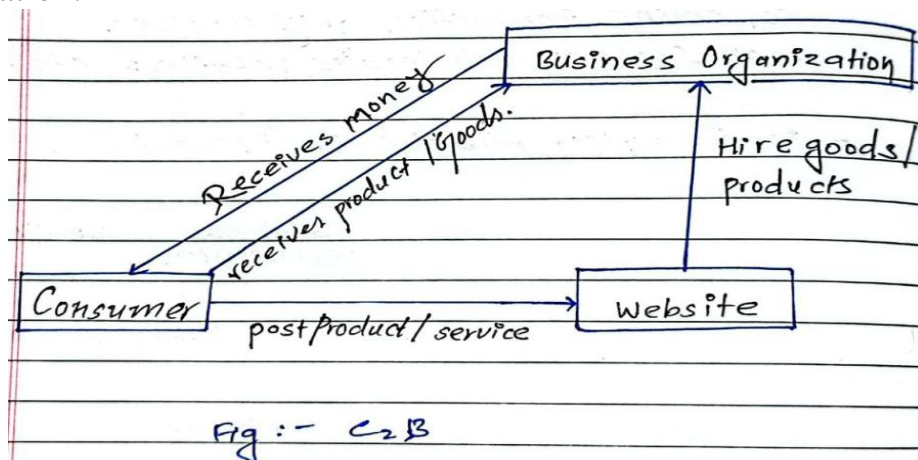 Business Organization
Receives money
receives product / Goods.
Hire goods/
products
Consumer
Website
post product / service
Fig :- C2B